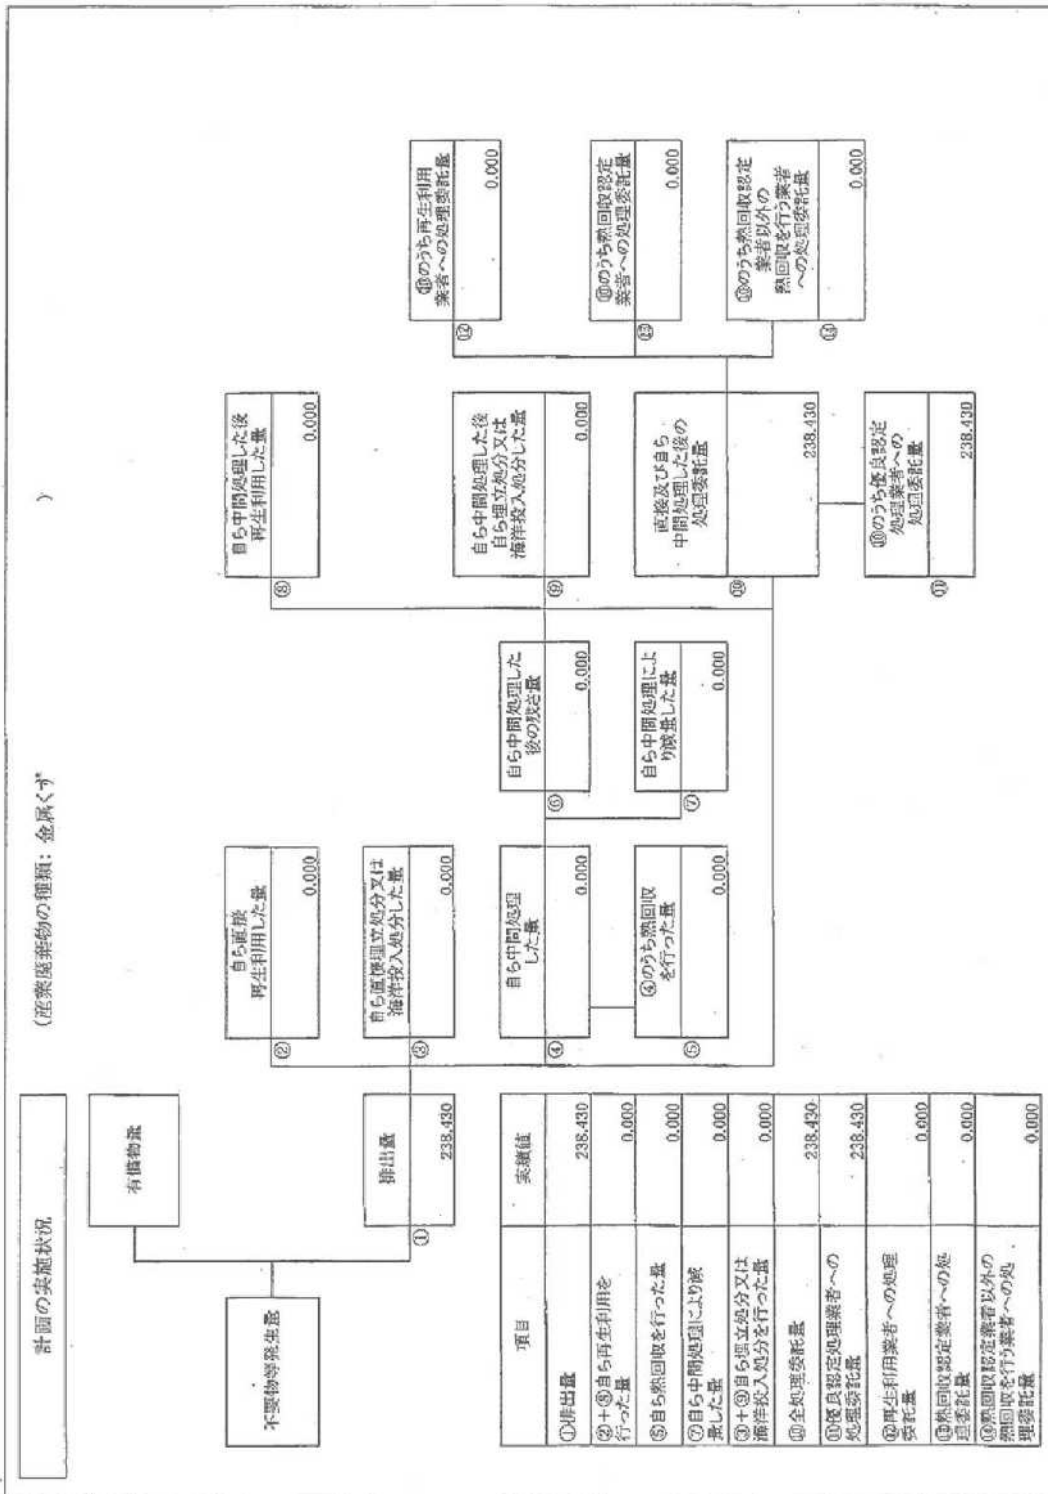 計画の実施状況
(産業廃棄物の種類: 金属くず
)
不要物等発生量
有償物量
①
排出量
238.430
②
自ら直接
再生利用した量
0.000
③
自ら直接埋立処分又は
海洋投入処分した量
0.000
④
自ら中間処理
した量
0.000
⑤
④のうち熱回収
を行った量
0.000
⑥
自ら中間処理した
後の残さ量
0.000
⑦
自ら中間処理によ
り減量した量
0.000
⑧
自ら中間処理した後
再生利用した量
0.000
⑨
自ら中間処理した後
自ら埋立処分又は
海洋投入処分した量
0.000
⑩
直接及び自ら
中間処理した後の
処理委託量
238.430
⑪
⑩のうち優良認定
処理業者への
処理委託量
238.430
⑫
⑩のうち再生利用
業者への処理委託量
0.000
⑬
⑩のうち熱回収認定
業者への処理委託量
0.000
⑭
⑩のうち熱回収認定
業者以外の
熱回収を行う業者
への処理委託量
0.000
項目 実績値
①排出量 238.430
②+⑧自ら再生利用を
行った量 0.000
⑤自ら熱回収を行った量 0.000
⑦自ら中間処理により減
量した量 0.000
③+⑨自ら埋立処分又は
海洋投入処分を行った量 0.000
⑩全処理委託量 238.430
⑪優良認定処理業者への
処理委託量 238.430
⑫再生利用業者への処理
委託量 0.000
⑬熱回収認定業者への処
理委託量 0.000
⑭熱回収認定業者以外の
熱回収を行う業者への処
理委託量 0.000